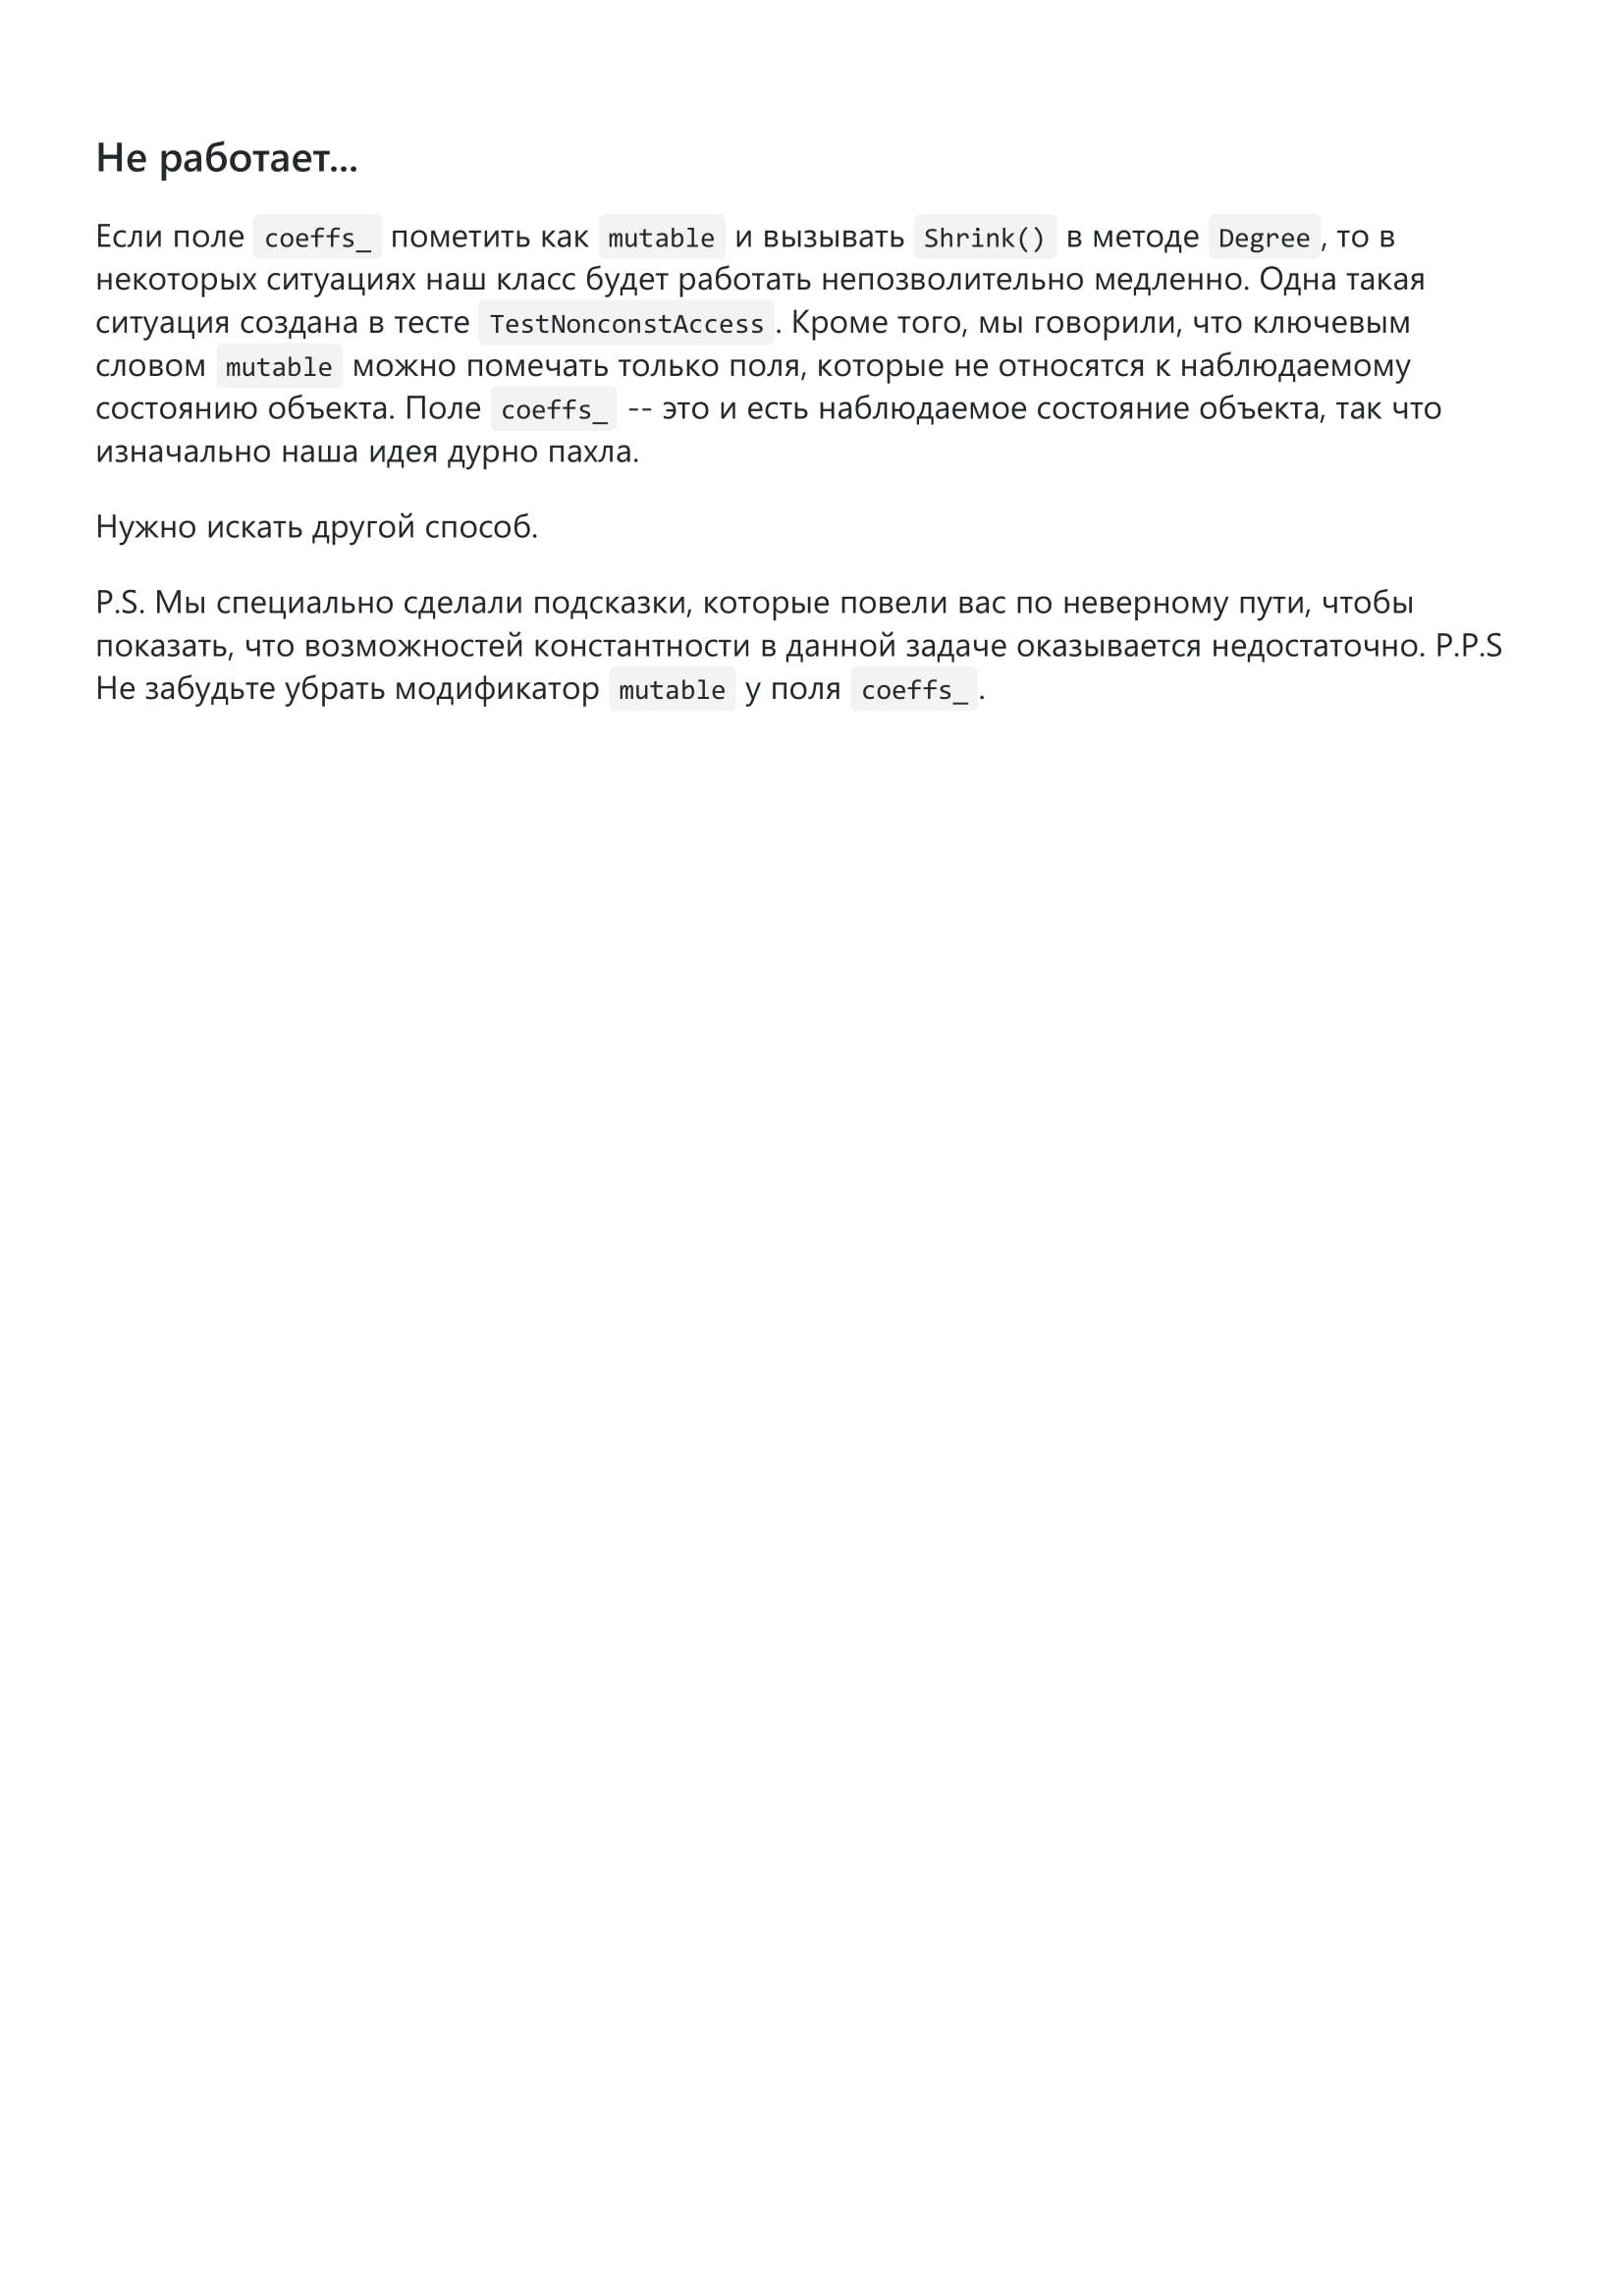 Не работает...
Если поле coeffs_ пометить как mutable и вызывать Shrink() в методе Degree, то в
некоторых ситуациях наш класс будет работать непозволительно медленно. Одна такая
ситуация создана в тесте TestNonconstAccess. Кроме того, мы говорили, что ключевым
словом mutable можно помечать только поля, которые не относятся к наблюдаемому
состоянию объекта. Поле coeffs_ -- это и есть наблюдаемое состояние объекта, так что
изначально наша идея дурно пахла.
Нужно искать другой способ.
P.S. Мы специально сделали подсказки, которые повели вас по неверному пути, чтобы
показать, что возможностей константности в данной задаче оказывается недостаточно. P.P.S
Не забудьте убрать модификатор mutable у поля coeffs_.